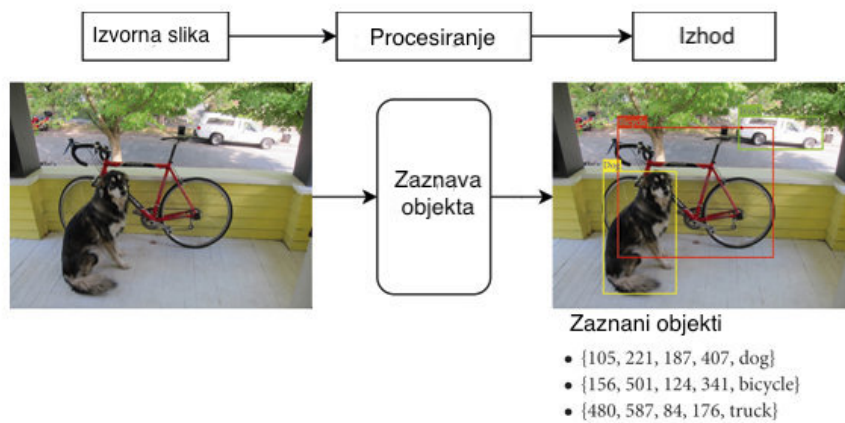 Izvorna slika
Procesiranje
Izhod
Zaznava
objekta
Dog
Zaznani objekti
• {105, 221, 187, 407, dog}
• {156, 501, 124, 341, bicycle}
• {480, 587, 84, 176, truck}